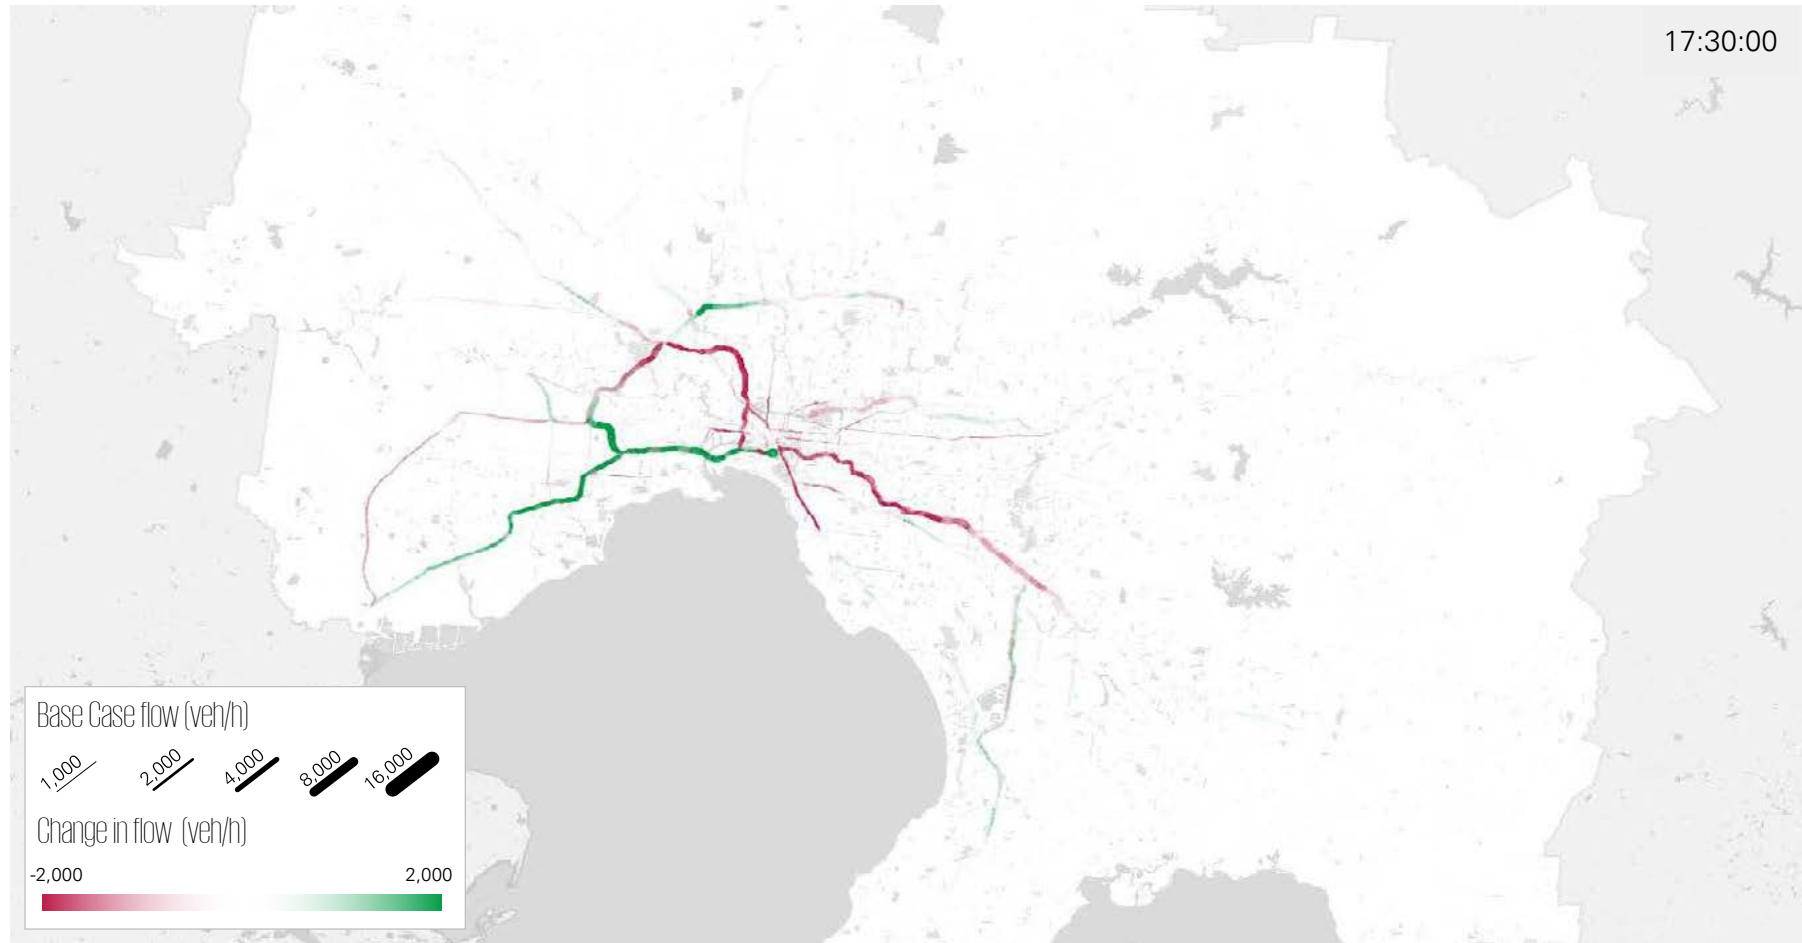 17:30:00
Base Case flow (veh/h)
1,000 2,000 4,000 8,000 16,000
Change in flow (veh/h)
-2,000 2,000